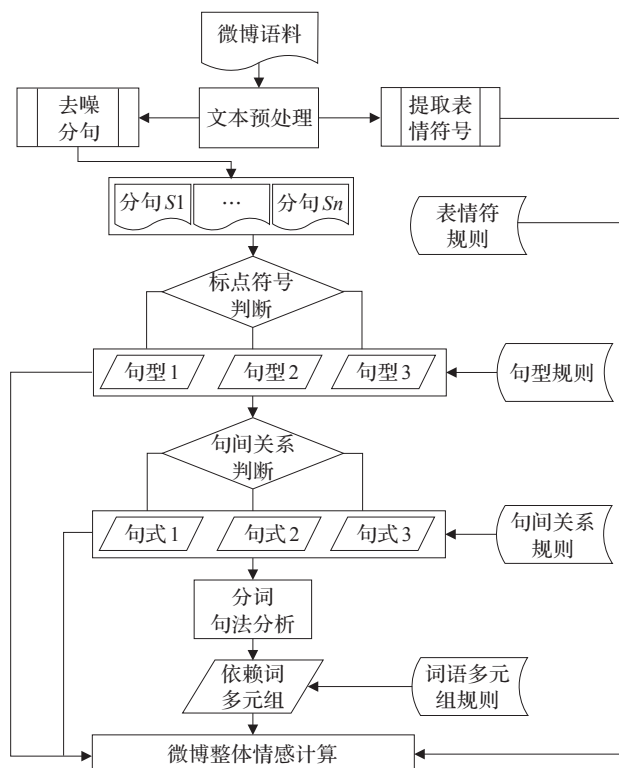 微博语料
去噪
分句
文本预处理
提取表
情符号
分句S1
…
分句Sn
表情符
规则
标点符号
判断
句型1
句型2
句型3
句型规则
句间关系
判断
句式1
句式2
句式3
句间关系
规则
分词
句法分析
依赖词
多元组
词语多元
组规则
微博整体情感计算